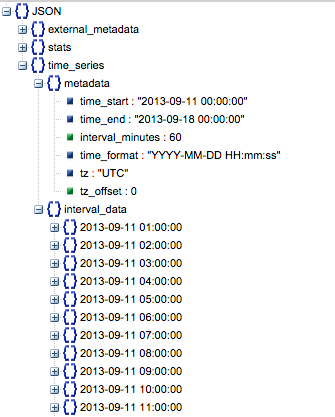 JSON
external_metadata
stats
time_series
metadata
time_start : "2013-09-11 00:00:00"
time_end : "2013-09-18 00:00:00"
interval_minutes : 60
time_format : "YYYY-MM-DD HH:mm:ss"
tz : "UTC"
tz_offset : 0
interval_data
2013-09-11 01:00:00
2013-09-11 02:00:00
2013-09-11 03:00:00
2013-09-11 04:00:00
2013-09-11 05:00:00
2013-09-11 06:00:00
2013-09-11 07:00:00
2013-09-11 08:00:00
2013-09-11 09:00:00
2013-09-11 10:00:00
2013-09-11 11:00:00